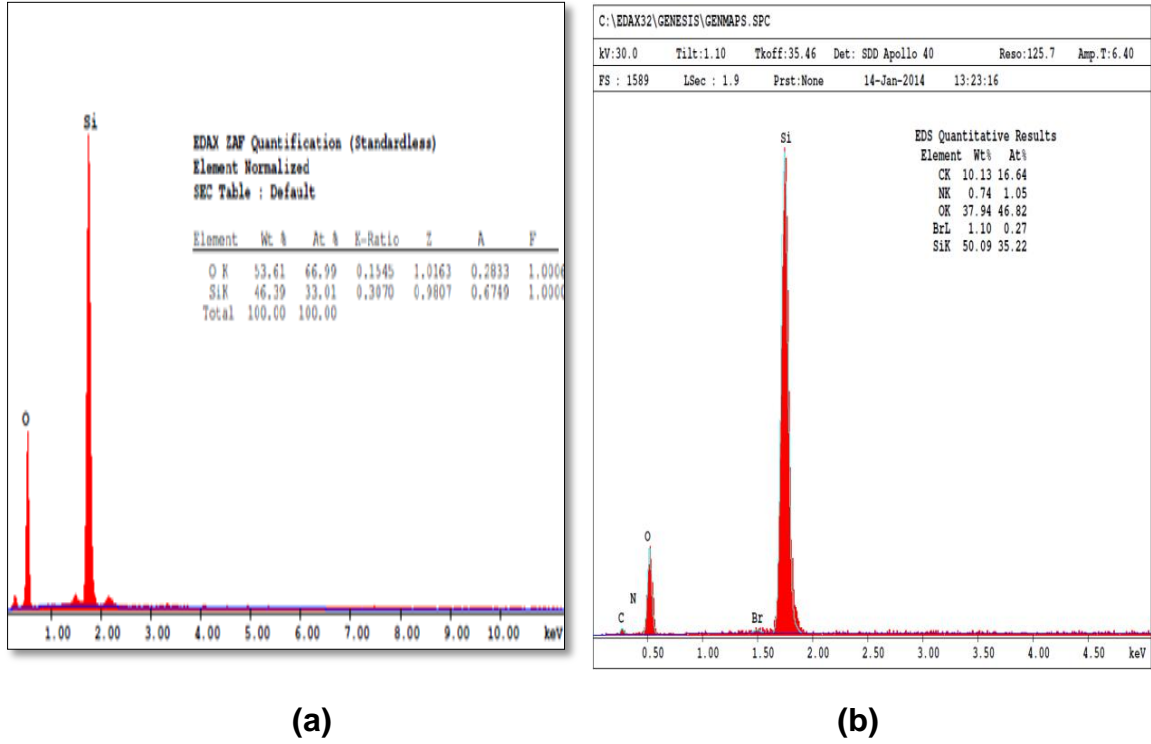 Si
EDAX ZAF Quantification (Standardless)
Element Normalized
SEC Table : Default
Element Wt % At % K-Ratio Z A F
O K 53.61 66.99 0.1545 1.0163 0.2833 1.0006
SiK 46.39 33.01 0.3070 0.9807 0.6749 1.0000
Total 100.00 100.00
O
1.00 2.00 3.00 4.00 5.00 6.00 7.00 8.00 9.00 10.00 keV
(a)
C:\EDAX32\GENESIS\GENMAPS.SPC
kV:30.0 Tilt:1.10 Tkoff:35.46 Det: SDD Apollo 40 Reso:125.7 Amp.T:6.40
FS : 1589 LSec : 1.9 Prst:None 14-Jan-2014 13:23:16
Si
EDS Quantitative Results
Element Wt% At%
CK 10.13 16.64
NK 0.74 1.05
OK 37.94 46.82
BrL 1.10 0.27
SiK 50.09 35.22
O
N
C
Br
0.50 1.00 1.50 2.00 2.50 3.00 3.50 4.00 4.50 keV
(b)